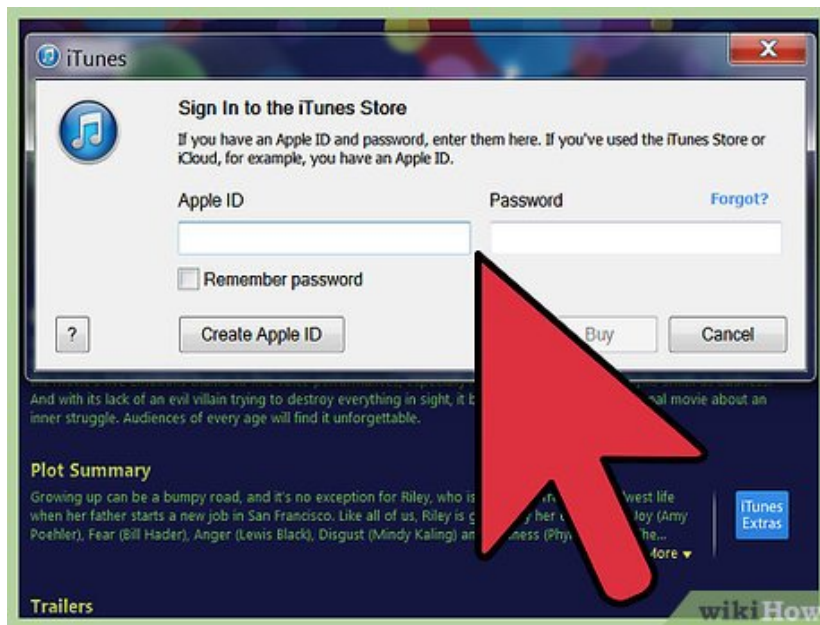 iTunes
Sign In to the iTunes Store
If you have an Apple ID and password, enter them here. If you've used the iTunes Store or
iCloud, for example, you have an Apple ID.
Apple ID
Password
Forgot?
Remember password
?
Create Apple ID
Buy
Cancel
And with its lack of an evil villain trying to destroy everything in sight, it b al movie about an
inner struggle. Audiences of every age will find it unforgettable.
Plot Summary
Growing up can be a bumpy road, and it's no exception for Riley, who is west life
when her father starts a new job in San Francisco. Like all of us, Riley is g y her Joy (Amy
Poehler), Fear (Bill Hader), Anger (Lewis Black), Disgust (Mindy Kaling) an ness (Phy The...
More
iTunes
Extras
Trailers
wikiHow